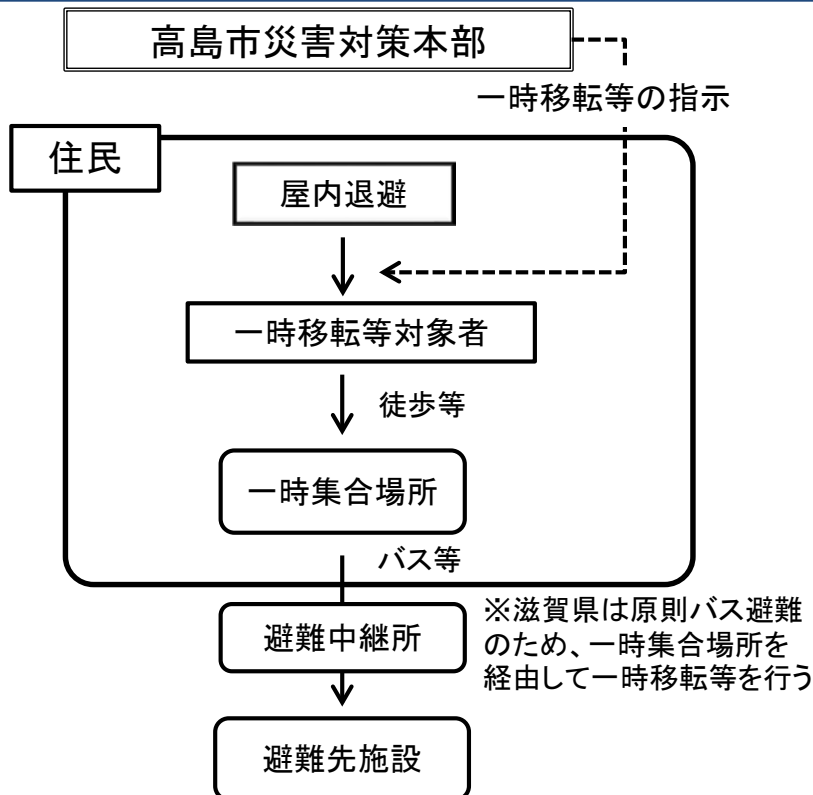 高島市災害対策本部
一時移転等の指示
住民
屋内退避
一時移転等対象者
徒歩等
一時集合場所
バス等
避難中継所
※滋賀県は原則バス避難
のため、一時集合場所を
経由して一時移転等を行う
避難先施設